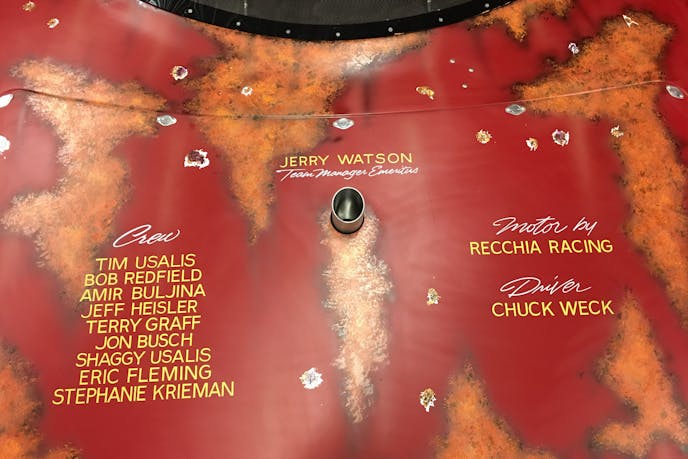 JERRY WATSON
Team Manager Emeritus
Crew
TIM USALIS
BOB REDFIELD
AMIR BULJINA
JEFF HEISLER
TERRY GRAFF
JON BUSCH
SHAGGY USALIS
ERIC FLEMING
STEPHANIE KRIEMAN
Motor by
RECCHIA RACING
Driver
CHUCK WECK